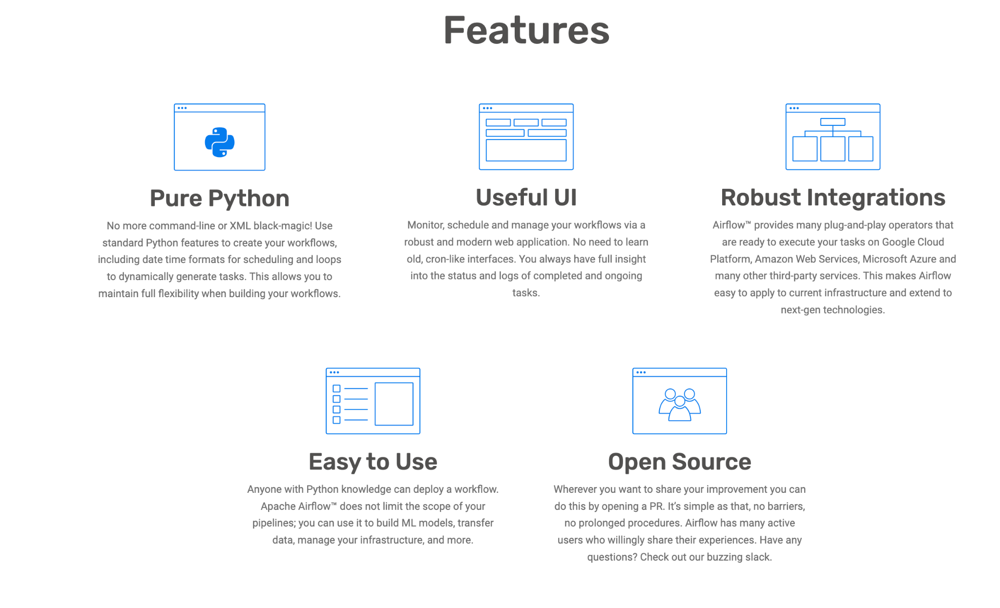 Features
Pure Python
No more command-line or XML black-magic! Use
standard Python features to create your workflows,
including date time formats for scheduling and loops
to dynamically generate tasks. This allows you to
maintain full flexibility when building your workflows.
Useful UI
Monitor, schedule and manage your workflows via a
robust and modern web application. No need to learn
old, cron-like interfaces. You always have full insight
into the status and logs of completed and ongoing
tasks.
Robust Integrations
Airflow™ provides many plug-and-play operators that
are ready to execute your tasks on Google Cloud
Platform, Amazon Web Services, Microsoft Azure and
many other third-party services. This makes Airflow
easy to apply to current infrastructure and extend to
next-gen technologies.
Easy to Use
Anyone with Python knowledge can deploy a workflow.
Apache Airflow™ does not limit the scope of your
pipelines; you can use it to build ML models, transfer
data, manage your infrastructure, and more.
Open Source
Wherever you want to share your improvement you can
do this by opening a PR. It’s simple as that, no barriers,
no prolonged procedures. Airflow has many active
users who willingly share their experiences. Have any
questions? Check out our buzzing slack.